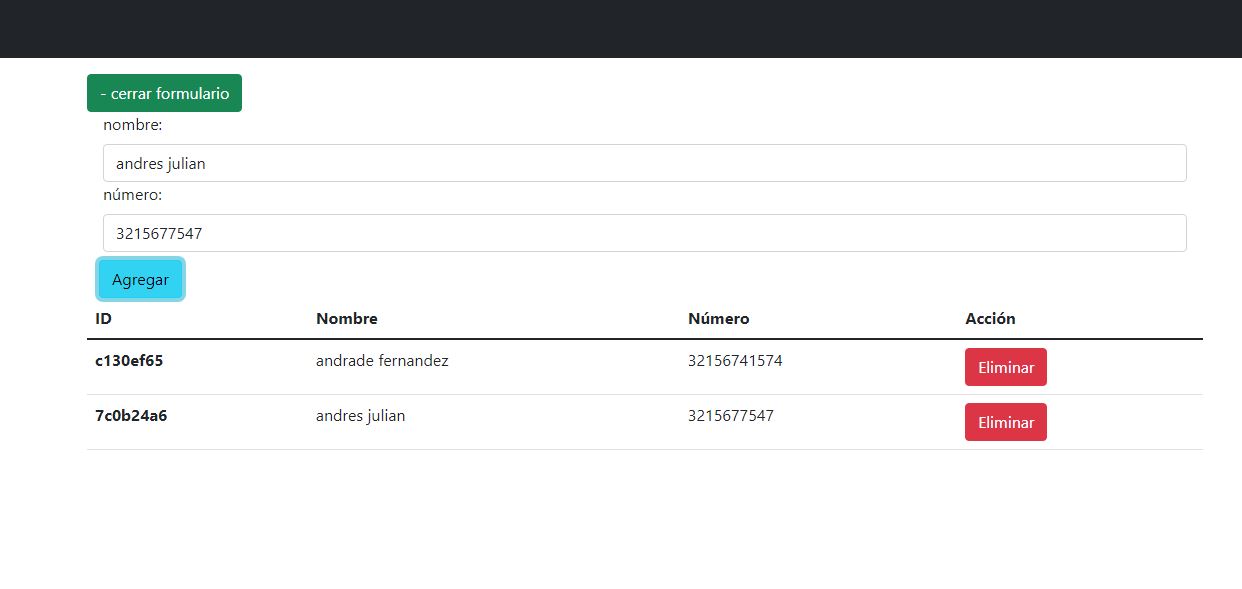 - cerrar formulario
nombre:
andres julian
número:
3215677547
Agregar
ID Nombre Número Acción
c130ef65 andrade fernandez 32156741574 Eliminar
7c0b24a6 andres julian 3215677547 Eliminar